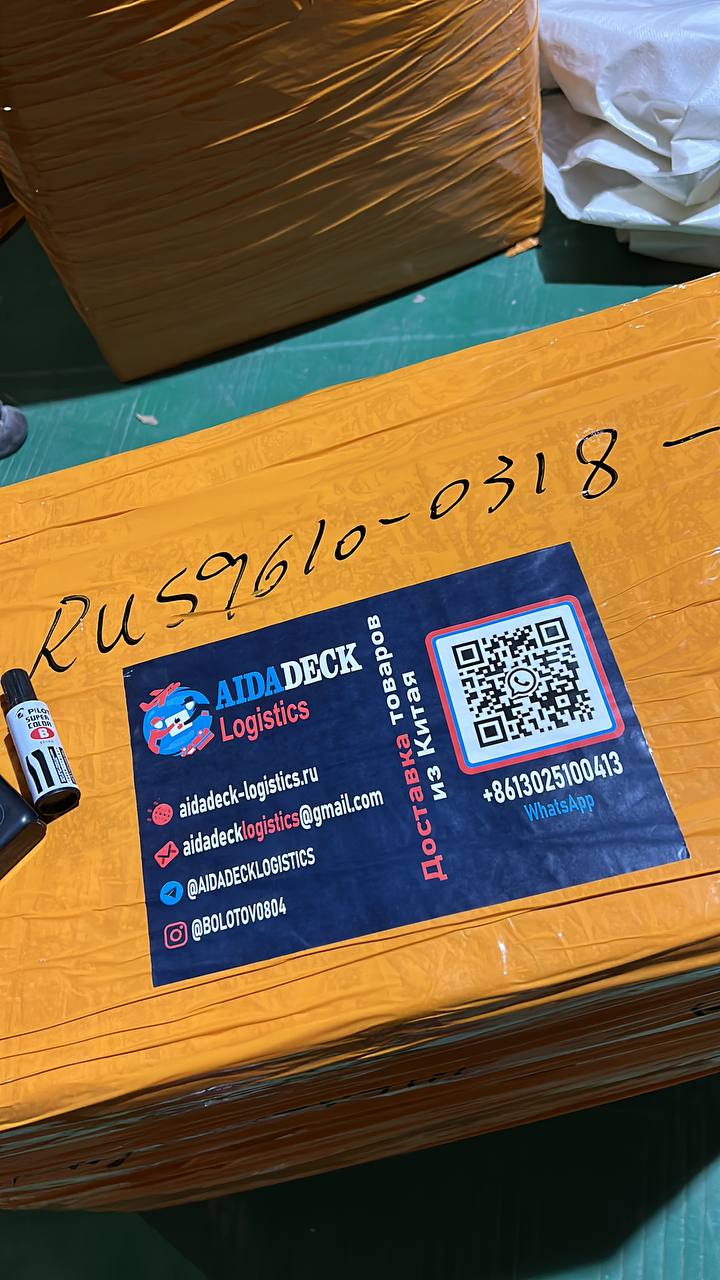 RUS9610-0318-
AIDADECK
Logistics
aidadeck-logistics.ru
aidadecklogistics@gmail.com
@AIDADECKLOGISTICS
@BOLOTOV0804
Доставка товаров
из Китая
+8613025100413
WhatsApp
PILOT
SUPER
COLOR
B